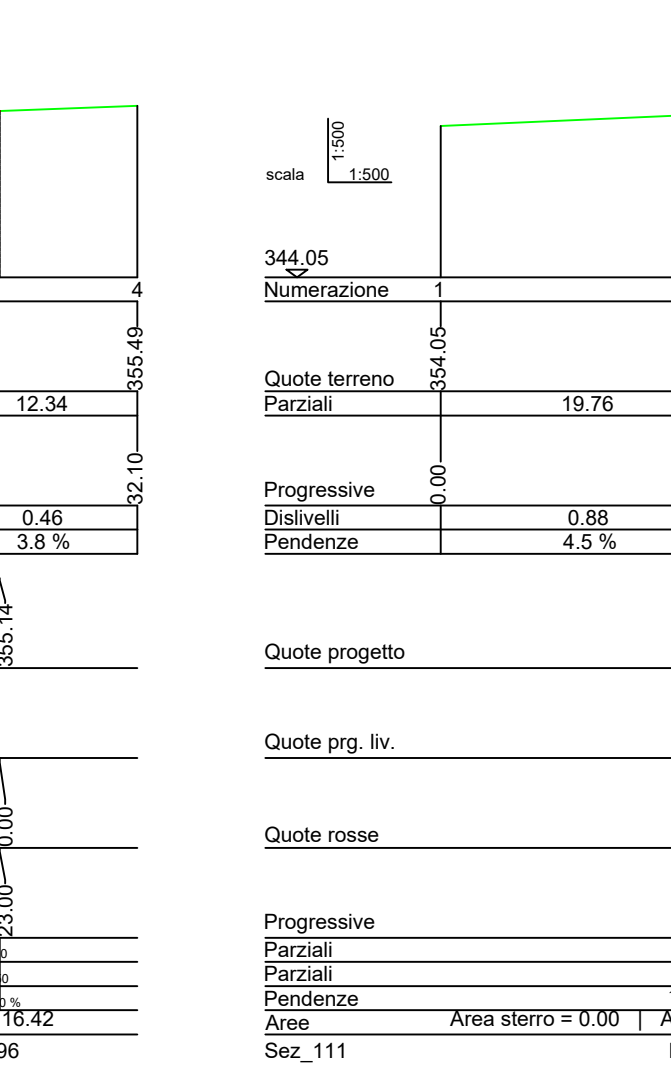 1:500
scala 1:500
344.05
4
Numerazione 1
355.49
354.05
Quote terreno
12.34
Parziali 19.76
32.10
0.00
Progressive
0.46
Dislivelli 0.88
3.8 %
Pendenze 4.5 %
355.14
Quote progetto
Quote prg. liv.
0.00
Quote rosse
23.00
Progressive
0
Parziali
Parziali
0 %
Pendenze
16.42
Aree Area sterro = 0.00 |
96
Sez_111